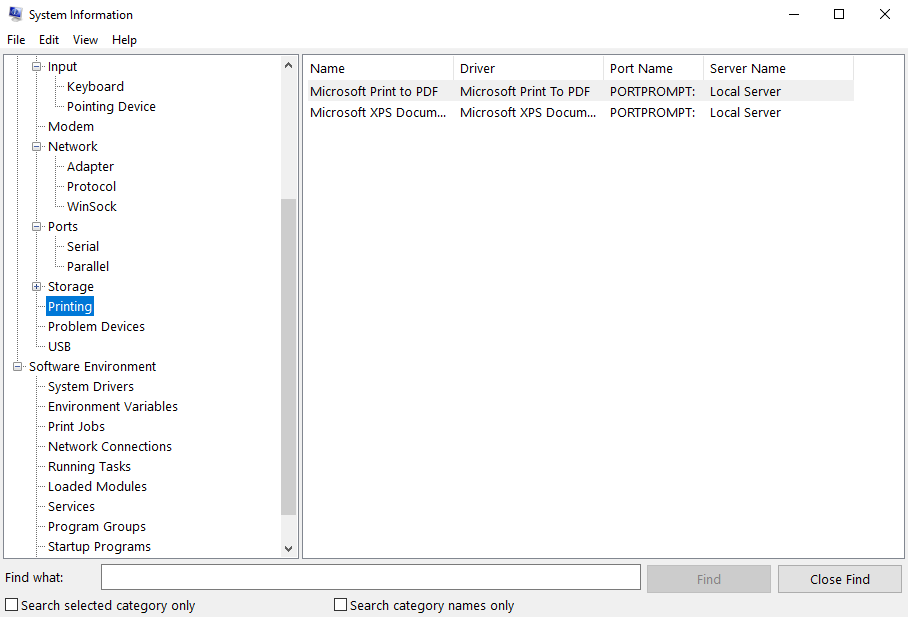 System Information
File Edit View Help
Input
Keyboard
Pointing Device
Modem
Network
Adapter
Protocol
WinSock
Ports
Serial
Parallel
Storage
Printing
Problem Devices
USB
Software Environment
System Drivers
Environment Variables
Print Jobs
Network Connections
Running Tasks
Loaded Modules
Services
Program Groups
Startup Programs
Name Driver Port Name Server Name
Microsoft Print to PDF Microsoft Print To PDF PORTPROMPT: Local Server
Microsoft XPS Docum... Microsoft XPS Docum... PORTPROMPT: Local Server
Find what: Find Close Find
Search selected category only Search category names only